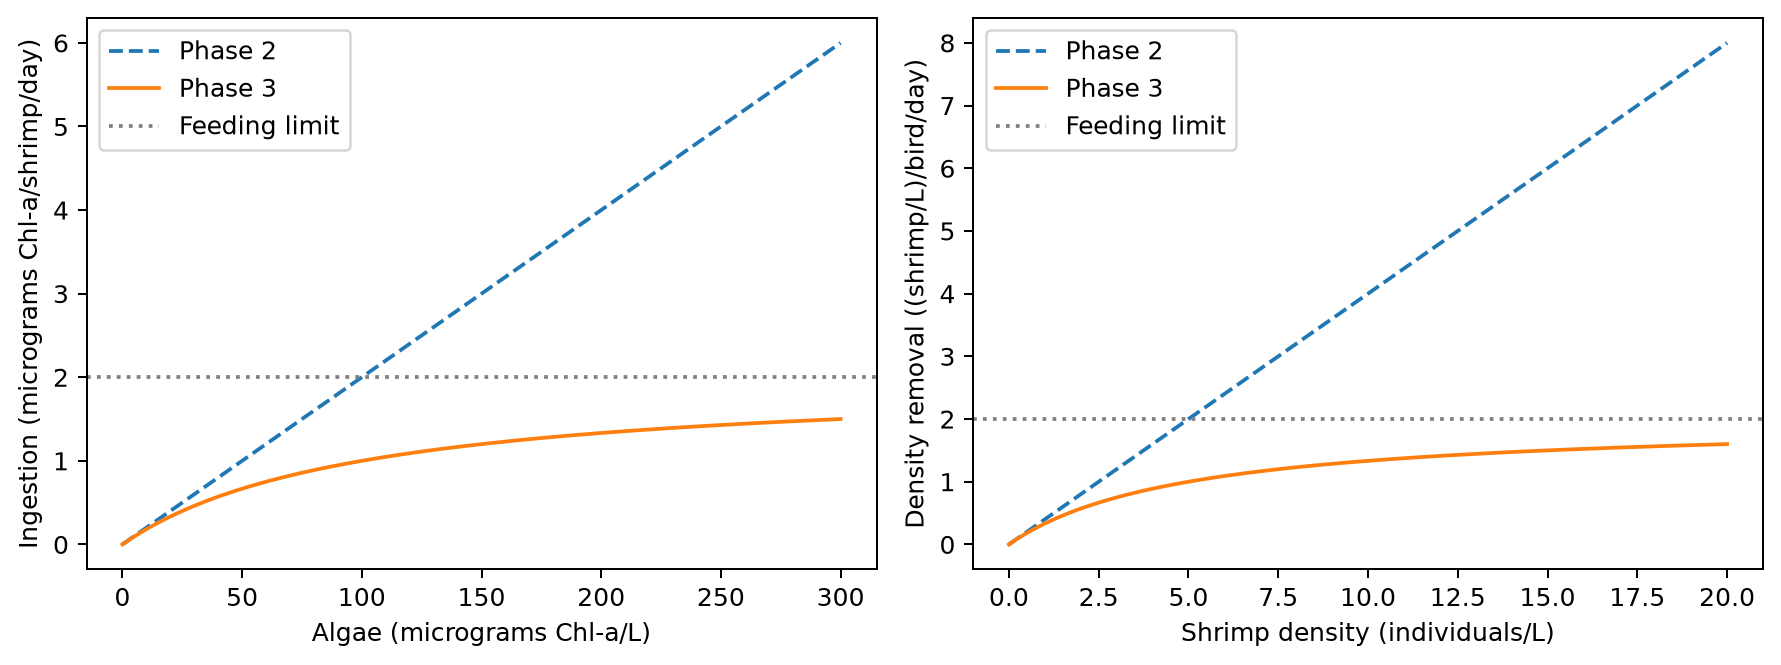 Ingestion (micrograms Chl-a/shrimp/day)
6
5
4
3
2
1
0
Phase 2
Phase 3
Feeding limit
0 50 100 150 200 250 300
Algae (micrograms Chl-a/L)
Density removal ((shrimp/L)/bird/day)
8
7
6
5
4
3
2
1
0
Phase 2
Phase 3
Feeding limit
0.0 2.5 5.0 7.5 10.0 12.5 15.0 17.5 20.0
Shrimp density (individuals/L)